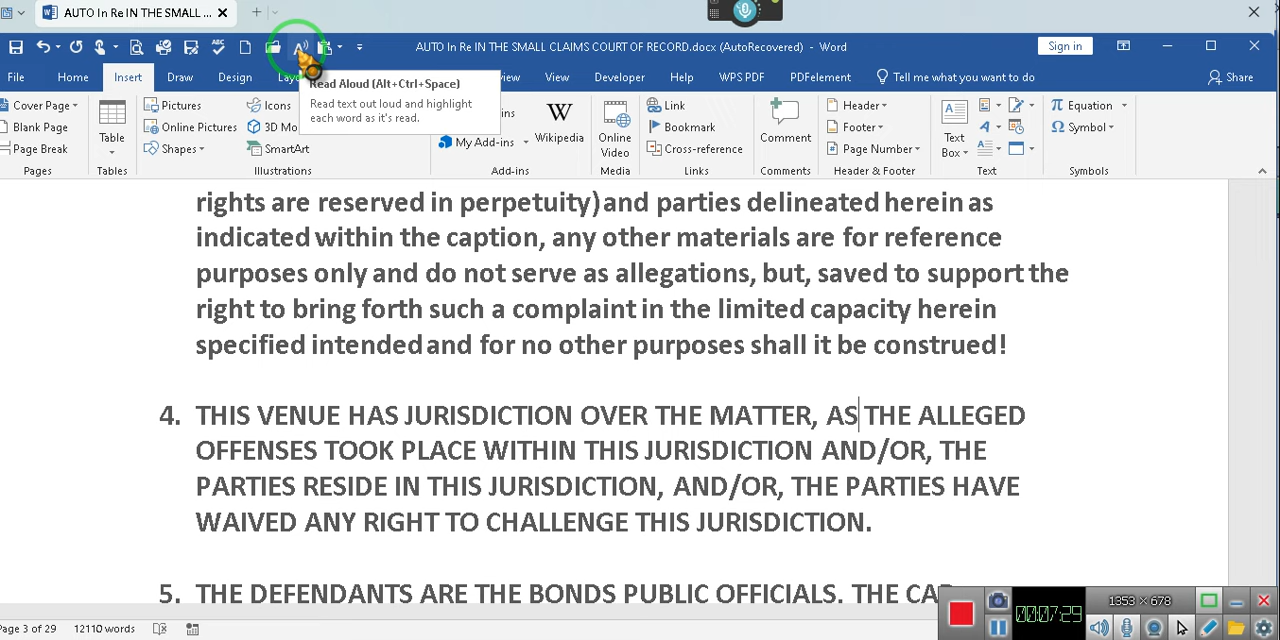 AUTO In Re IN THE SMALL ...
AUTO In Re IN THE SMALL CLAIMS COURT OF RECORD.docx (AutoRecovered) - Word
Sign in
File Home Insert Draw Design Layo view View Developer Help WPS PDF PDFelement Tell me what you want to do Share
Read Aloud (Alt+Ctrl+Space)
Read text out loud and highlight
each word as it's read.
Cover Page
Blank Page
Page Break
Pages
Table
Tables
Pictures
Online Pictures
Shapes
Icons
3D Mo
SmartArt
Illustrations
ins
My Add-ins
Wikipedia
Add-ins
Online
Video
Media
Link
Bookmark
Cross-reference
Links
Comment
Comments
Header
Footer
Page Number
Header & Footer
Text
Box
Text
Equation
Symbol
Symbols
rights are reserved in perpetuity) and parties delineated herein as
indicated within the caption, any other materials are for reference
purposes only and do not serve as allegations, but, saved to support the
right to bring forth such a complaint in the limited capacity herein
specified intended and for no other purposes shall it be construed!
4. THIS VENUE HAS JURISDICTION OVER THE MATTER, AS THE ALLEGED
OFFENSES TOOK PLACE WITHIN THIS JURISDICTION AND/OR, THE
PARTIES RESIDE IN THIS JURISDICTION, AND/OR, THE PARTIES HAVE
WAIVED ANY RIGHT TO CHALLENGE THIS JURISDICTION.
5. THE DEFENDANTS ARE THE BONDS PUBLIC OFFICIALS. THE CAP
Page 3 of 29 12110 words
00:07:29
1353 × 678